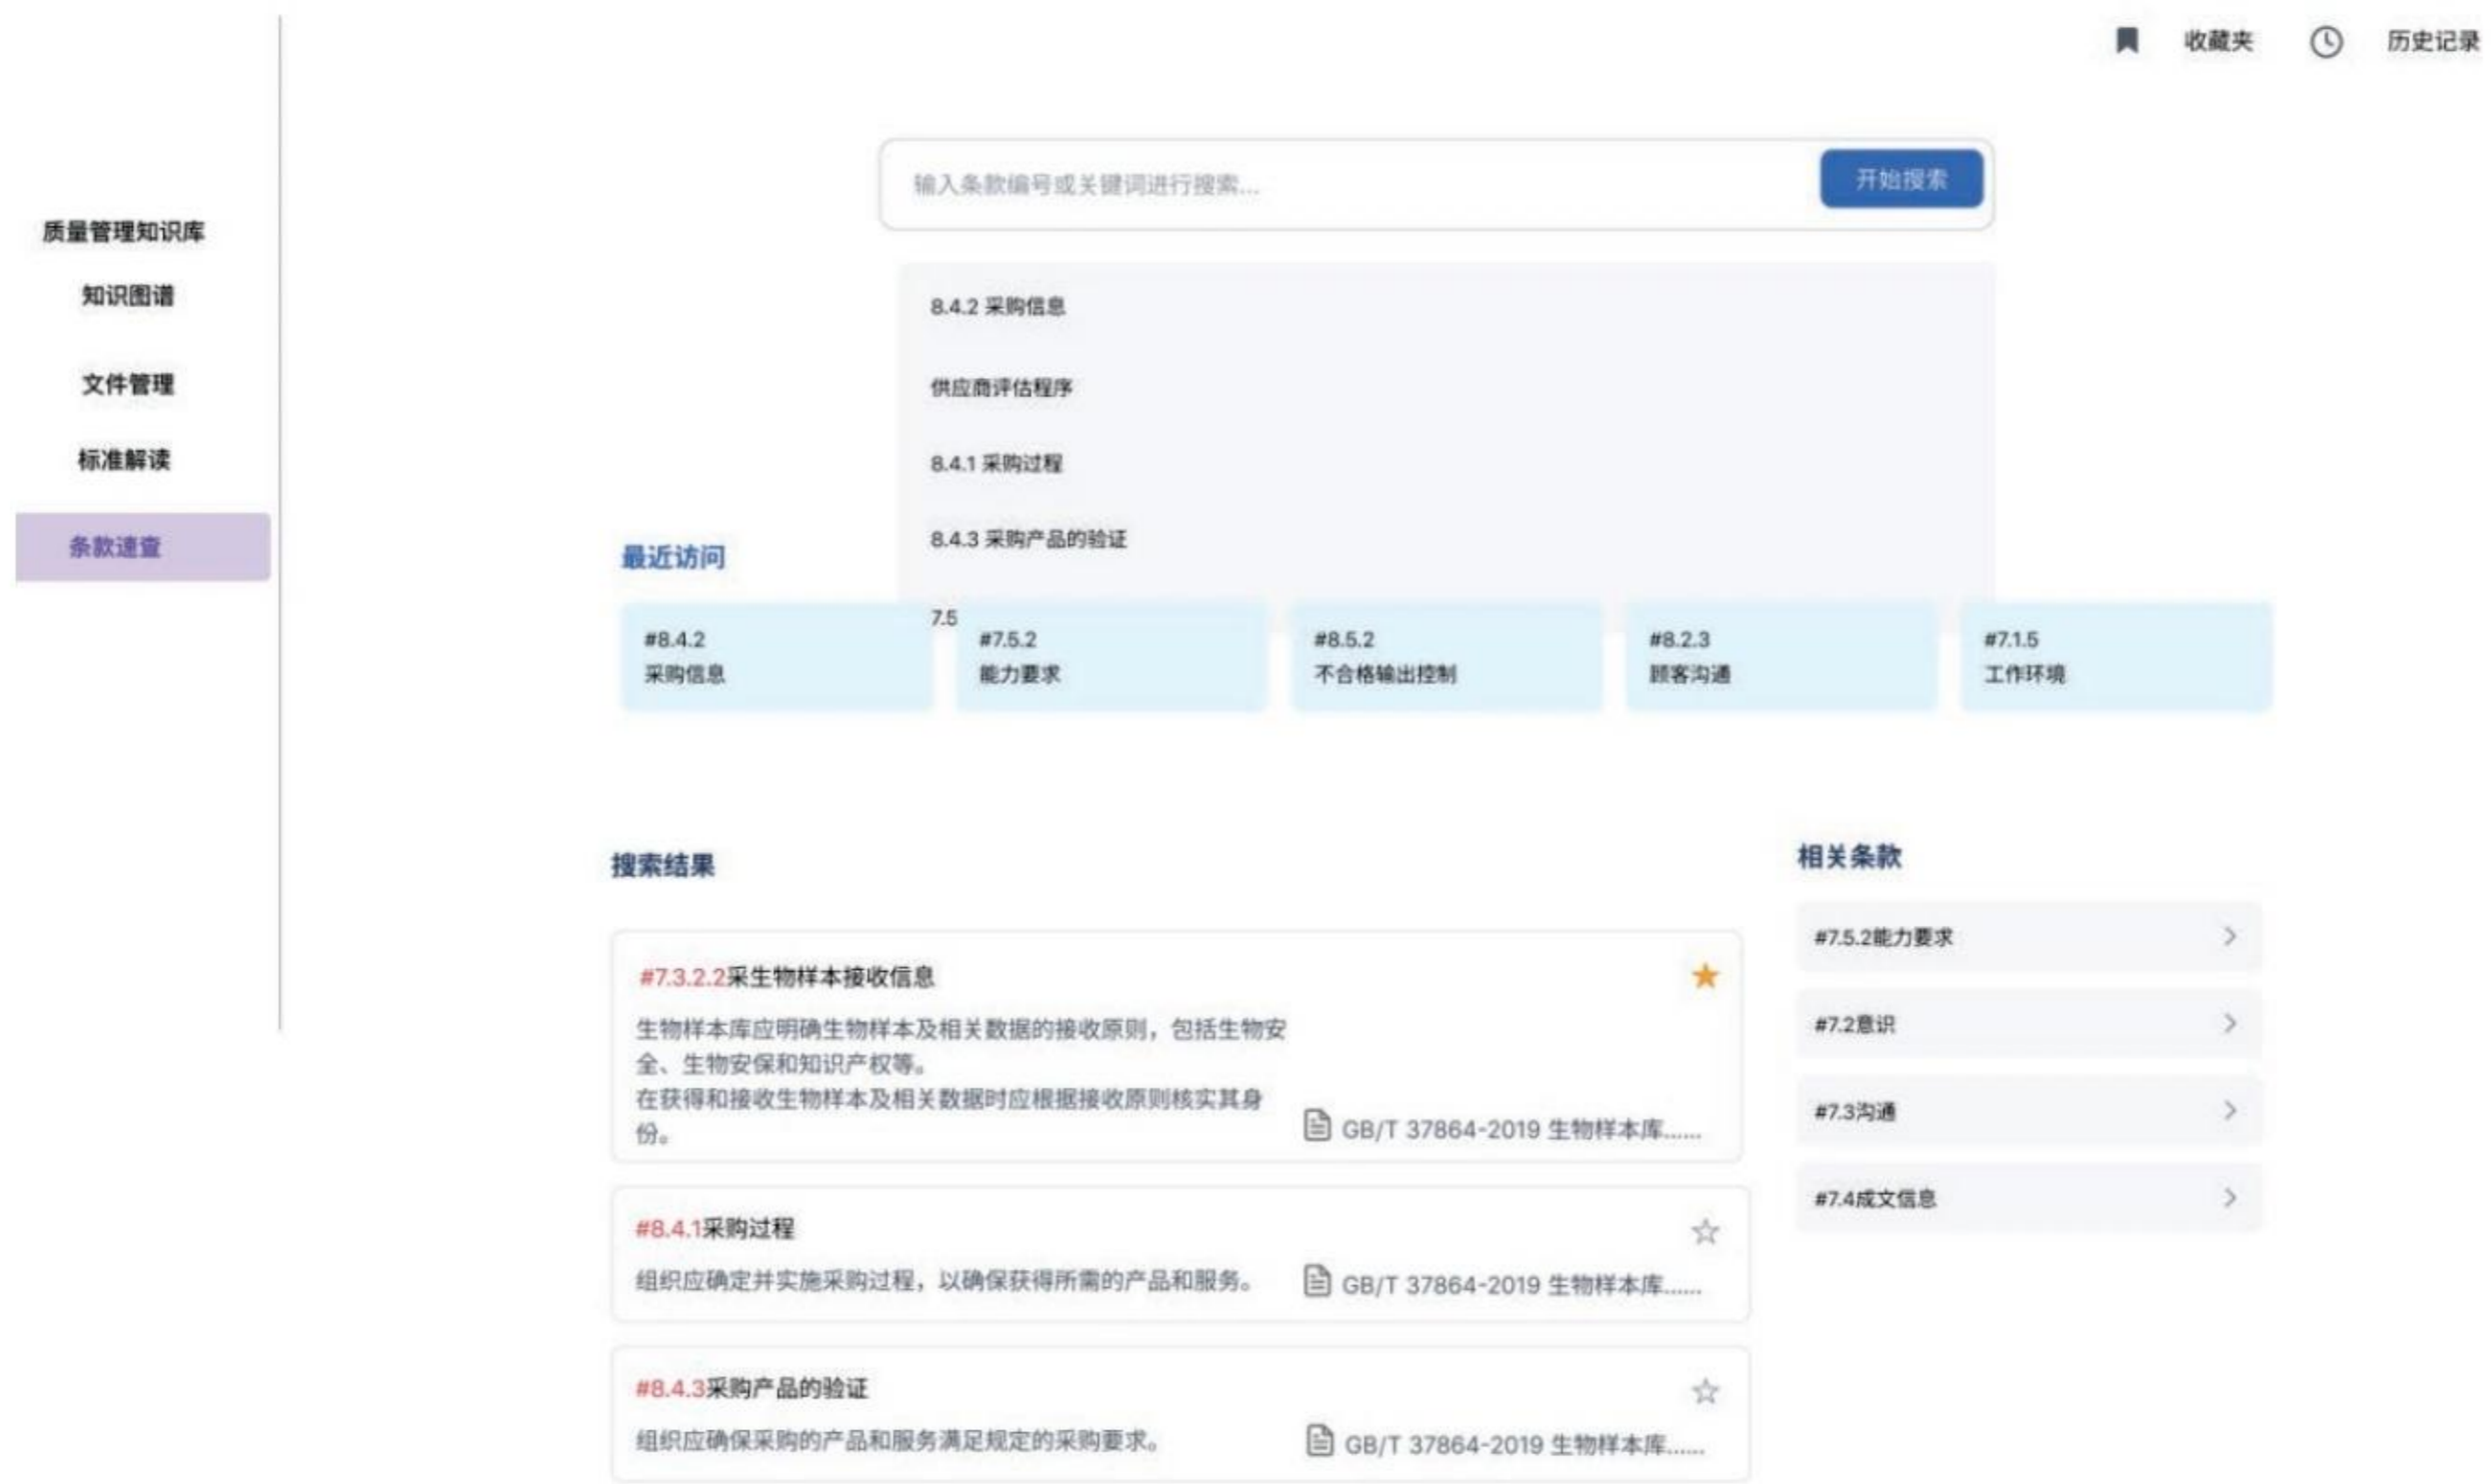 收藏夹
历史记录
质量管理知识库
知识图谱
文件管理
标准解读
条款速查
输入条款编号或关键词进行搜索...
开始搜索
8.4.2 采购信息
供应商评估程序
8.4.1 采购过程
8.4.3 采购产品的验证
7.5
最近访问
#8.4.2
采购信息
#7.5.2
能力要求
#8.5.2
不合格输出控制
#8.2.3
顾客沟通
#7.1.5
工作环境
搜索结果
#7.3.2.2采生物样本接收信息
生物样本库应明确生物样本及相关数据的接收原则，包括生物安
全、生物安保和知识产权等。
在获得和接收生物样本及相关数据时应根据接收原则核实其身
份。
GB/T 37864-2019 生物样本库......
#8.4.1采购过程
组织应确定并实施采购过程，以确保获得所需的产品和服务。
GB/T 37864-2019 生物样本库......
#8.4.3采购产品的验证
组织应确保采购的产品和服务满足规定的采购要求。
GB/T 37864-2019 生物样本库......
相关条款
#7.5.2能力要求
#7.2意识
#7.3沟通
#7.4成文信息